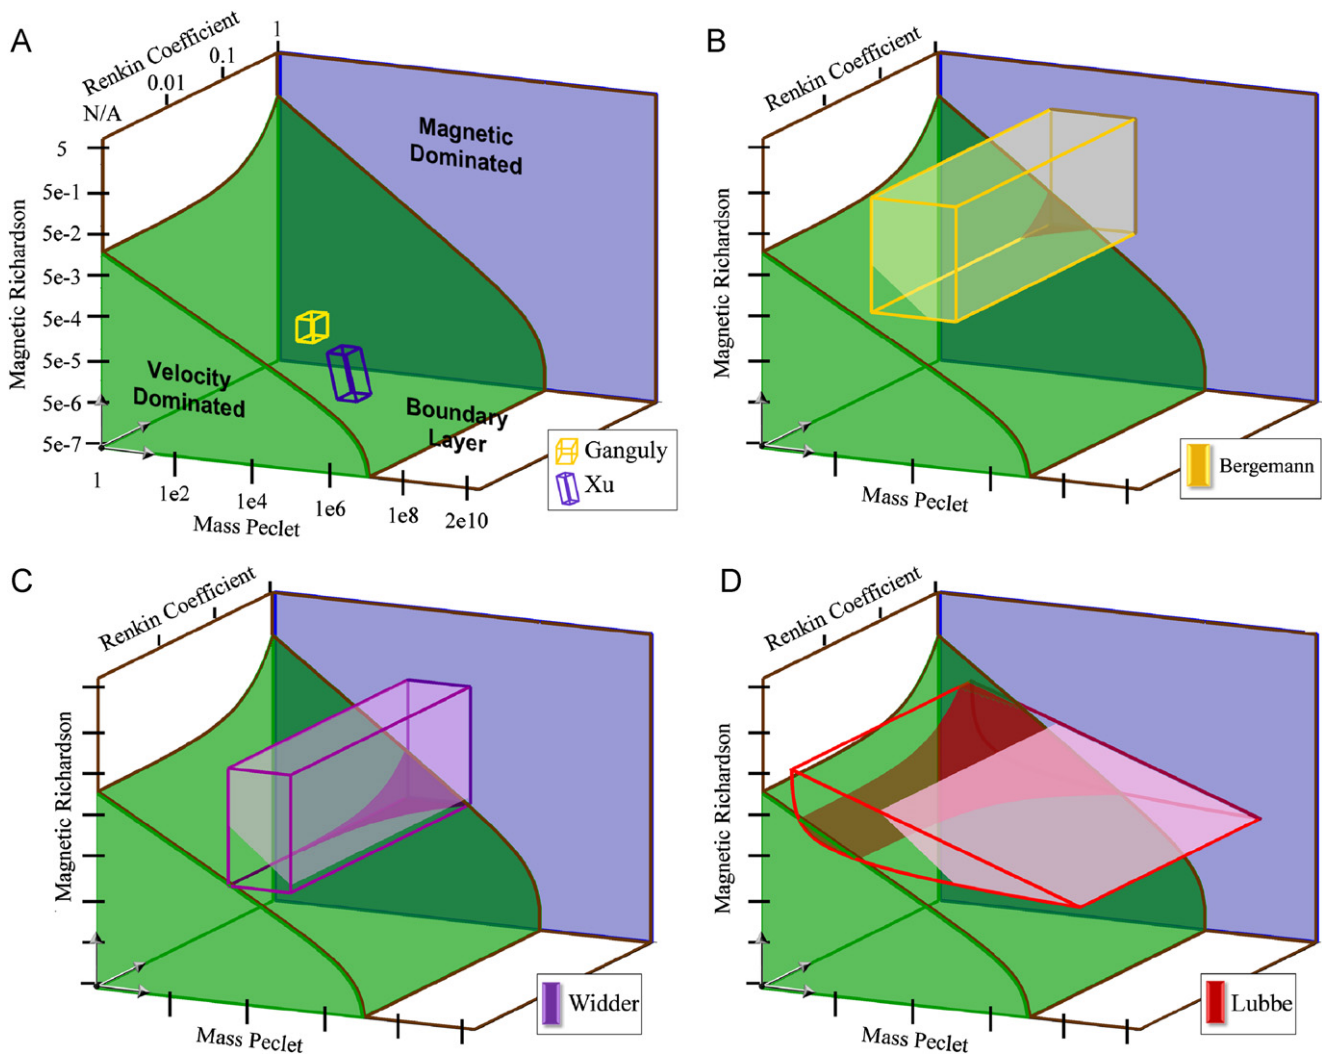 A
Renkin Coefficient
N/A
0.01
0.1
1
Magnetic Richardson
5
5e-1
5e-2
5e-3
5e-4
5e-5
5e-6
5e-7
Magnetic
Dominated
Velocity
Dominated
Boundary
Layer
1
1e2
1e4
1e6
1e8
2e10
Mass Peclet
Ganguly
Xu
B
Renkin Coefficient
Magnetic Richardson
Mass Peclet
Bergemann
C
Renkin Coefficient
Magnetic Richardson
Mass Peclet
Widder
D
Renkin Coefficient
Magnetic Richardson
Mass Peclet
Lubbe